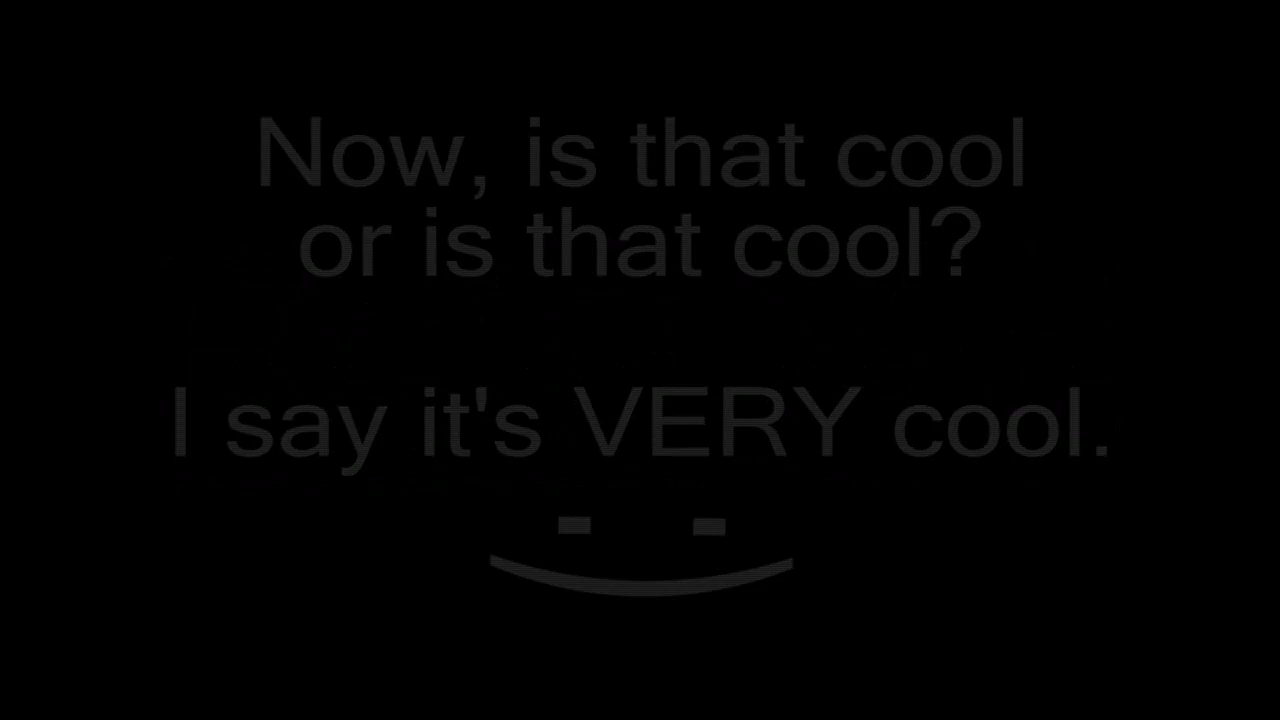 Now, is that cool
or is that cool?
I say it's VERY cool.